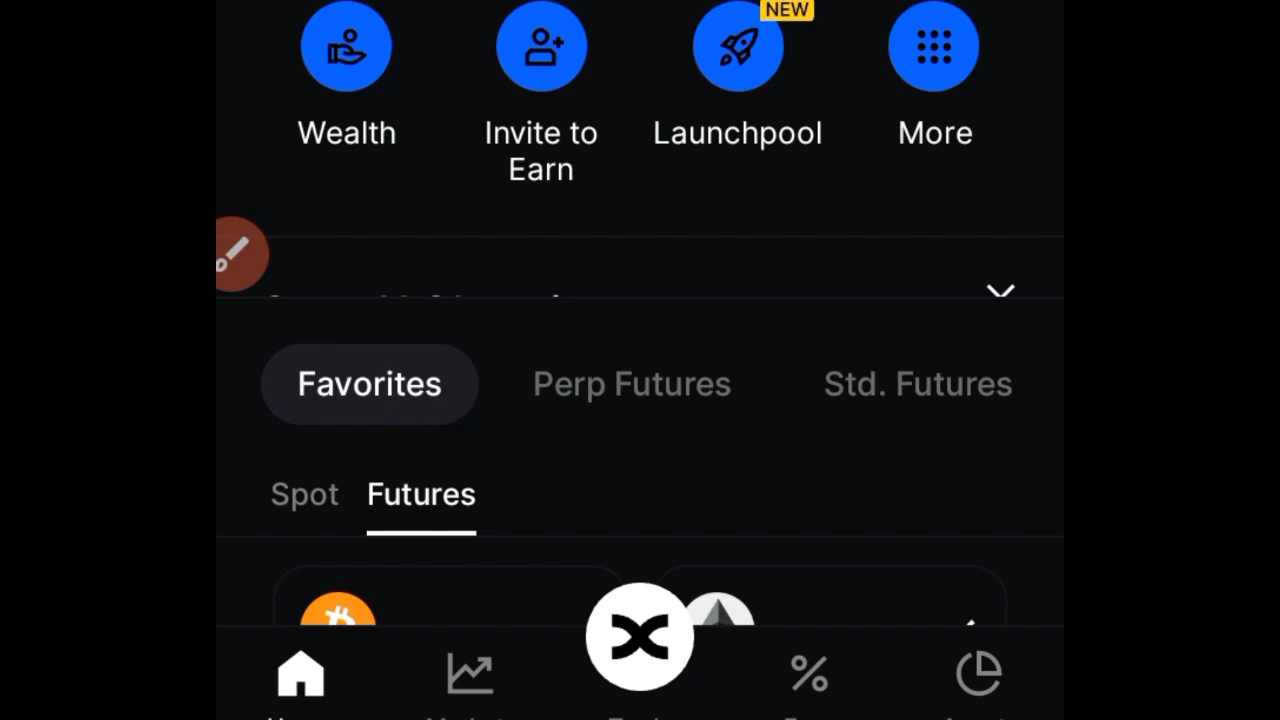 NEW
Wealth
Invite to
Earn
Launchpool
More
Favorites
Perp Futures
Std. Futures
Spot
Futures